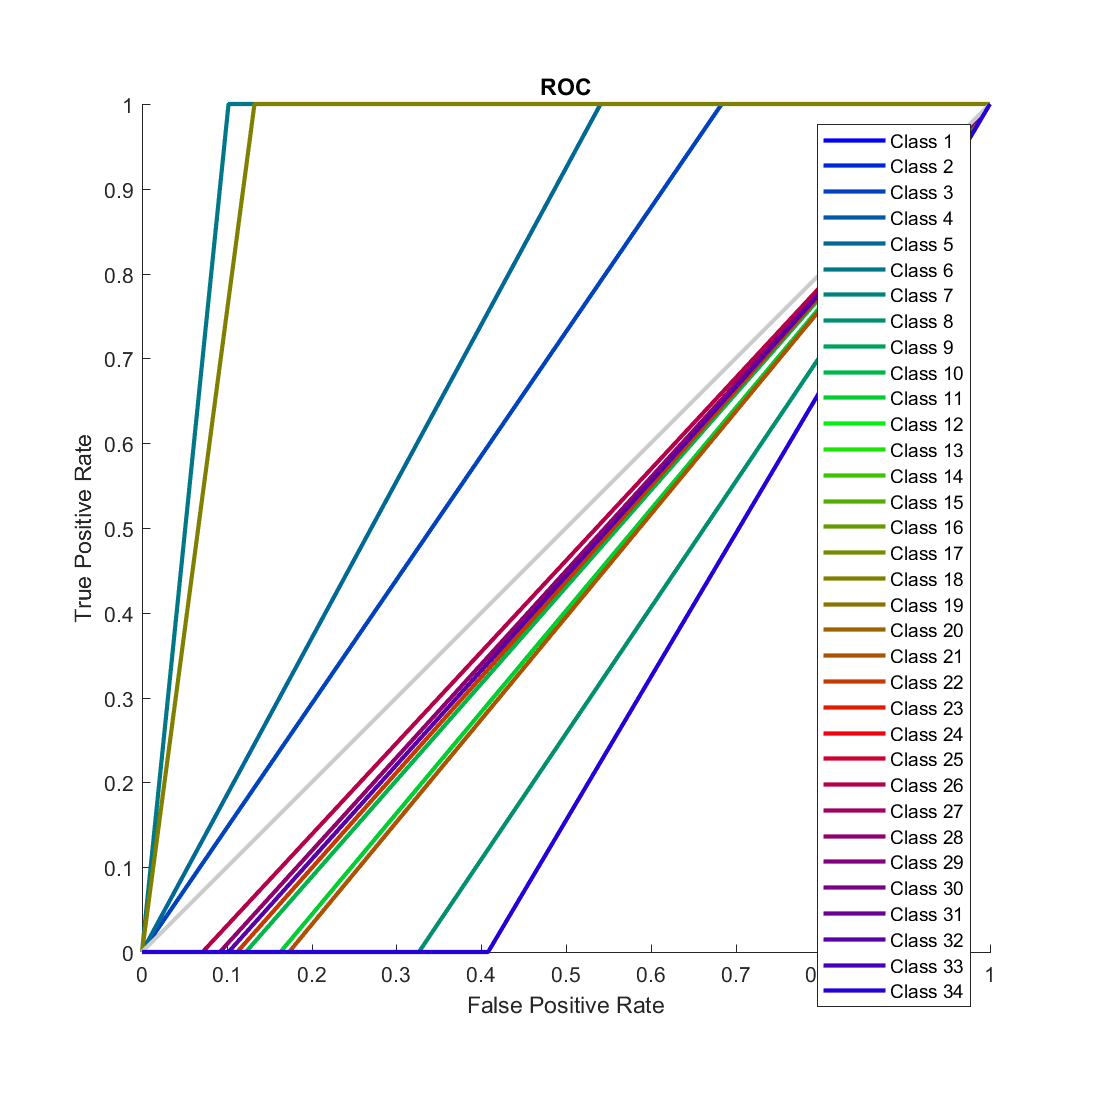 ROC
1
0.9
0.8
0.7
0.6
0.5
0.4
0.3
0.2
0.1
0
True Positive Rate
Class 1
Class 2
Class 3
Class 4
Class 5
Class 6
Class 7
Class 8
Class 9
Class 10
Class 11
Class 12
Class 13
Class 14
Class 15
Class 16
Class 17
Class 18
Class 19
Class 20
Class 21
Class 22
Class 23
Class 24
Class 25
Class 26
Class 27
Class 28
Class 29
Class 30
Class 31
Class 32
Class 33
Class 34
0 0.1 0.2 0.3 0.4 0.5 0.6 0.7 1
False Positive Rate